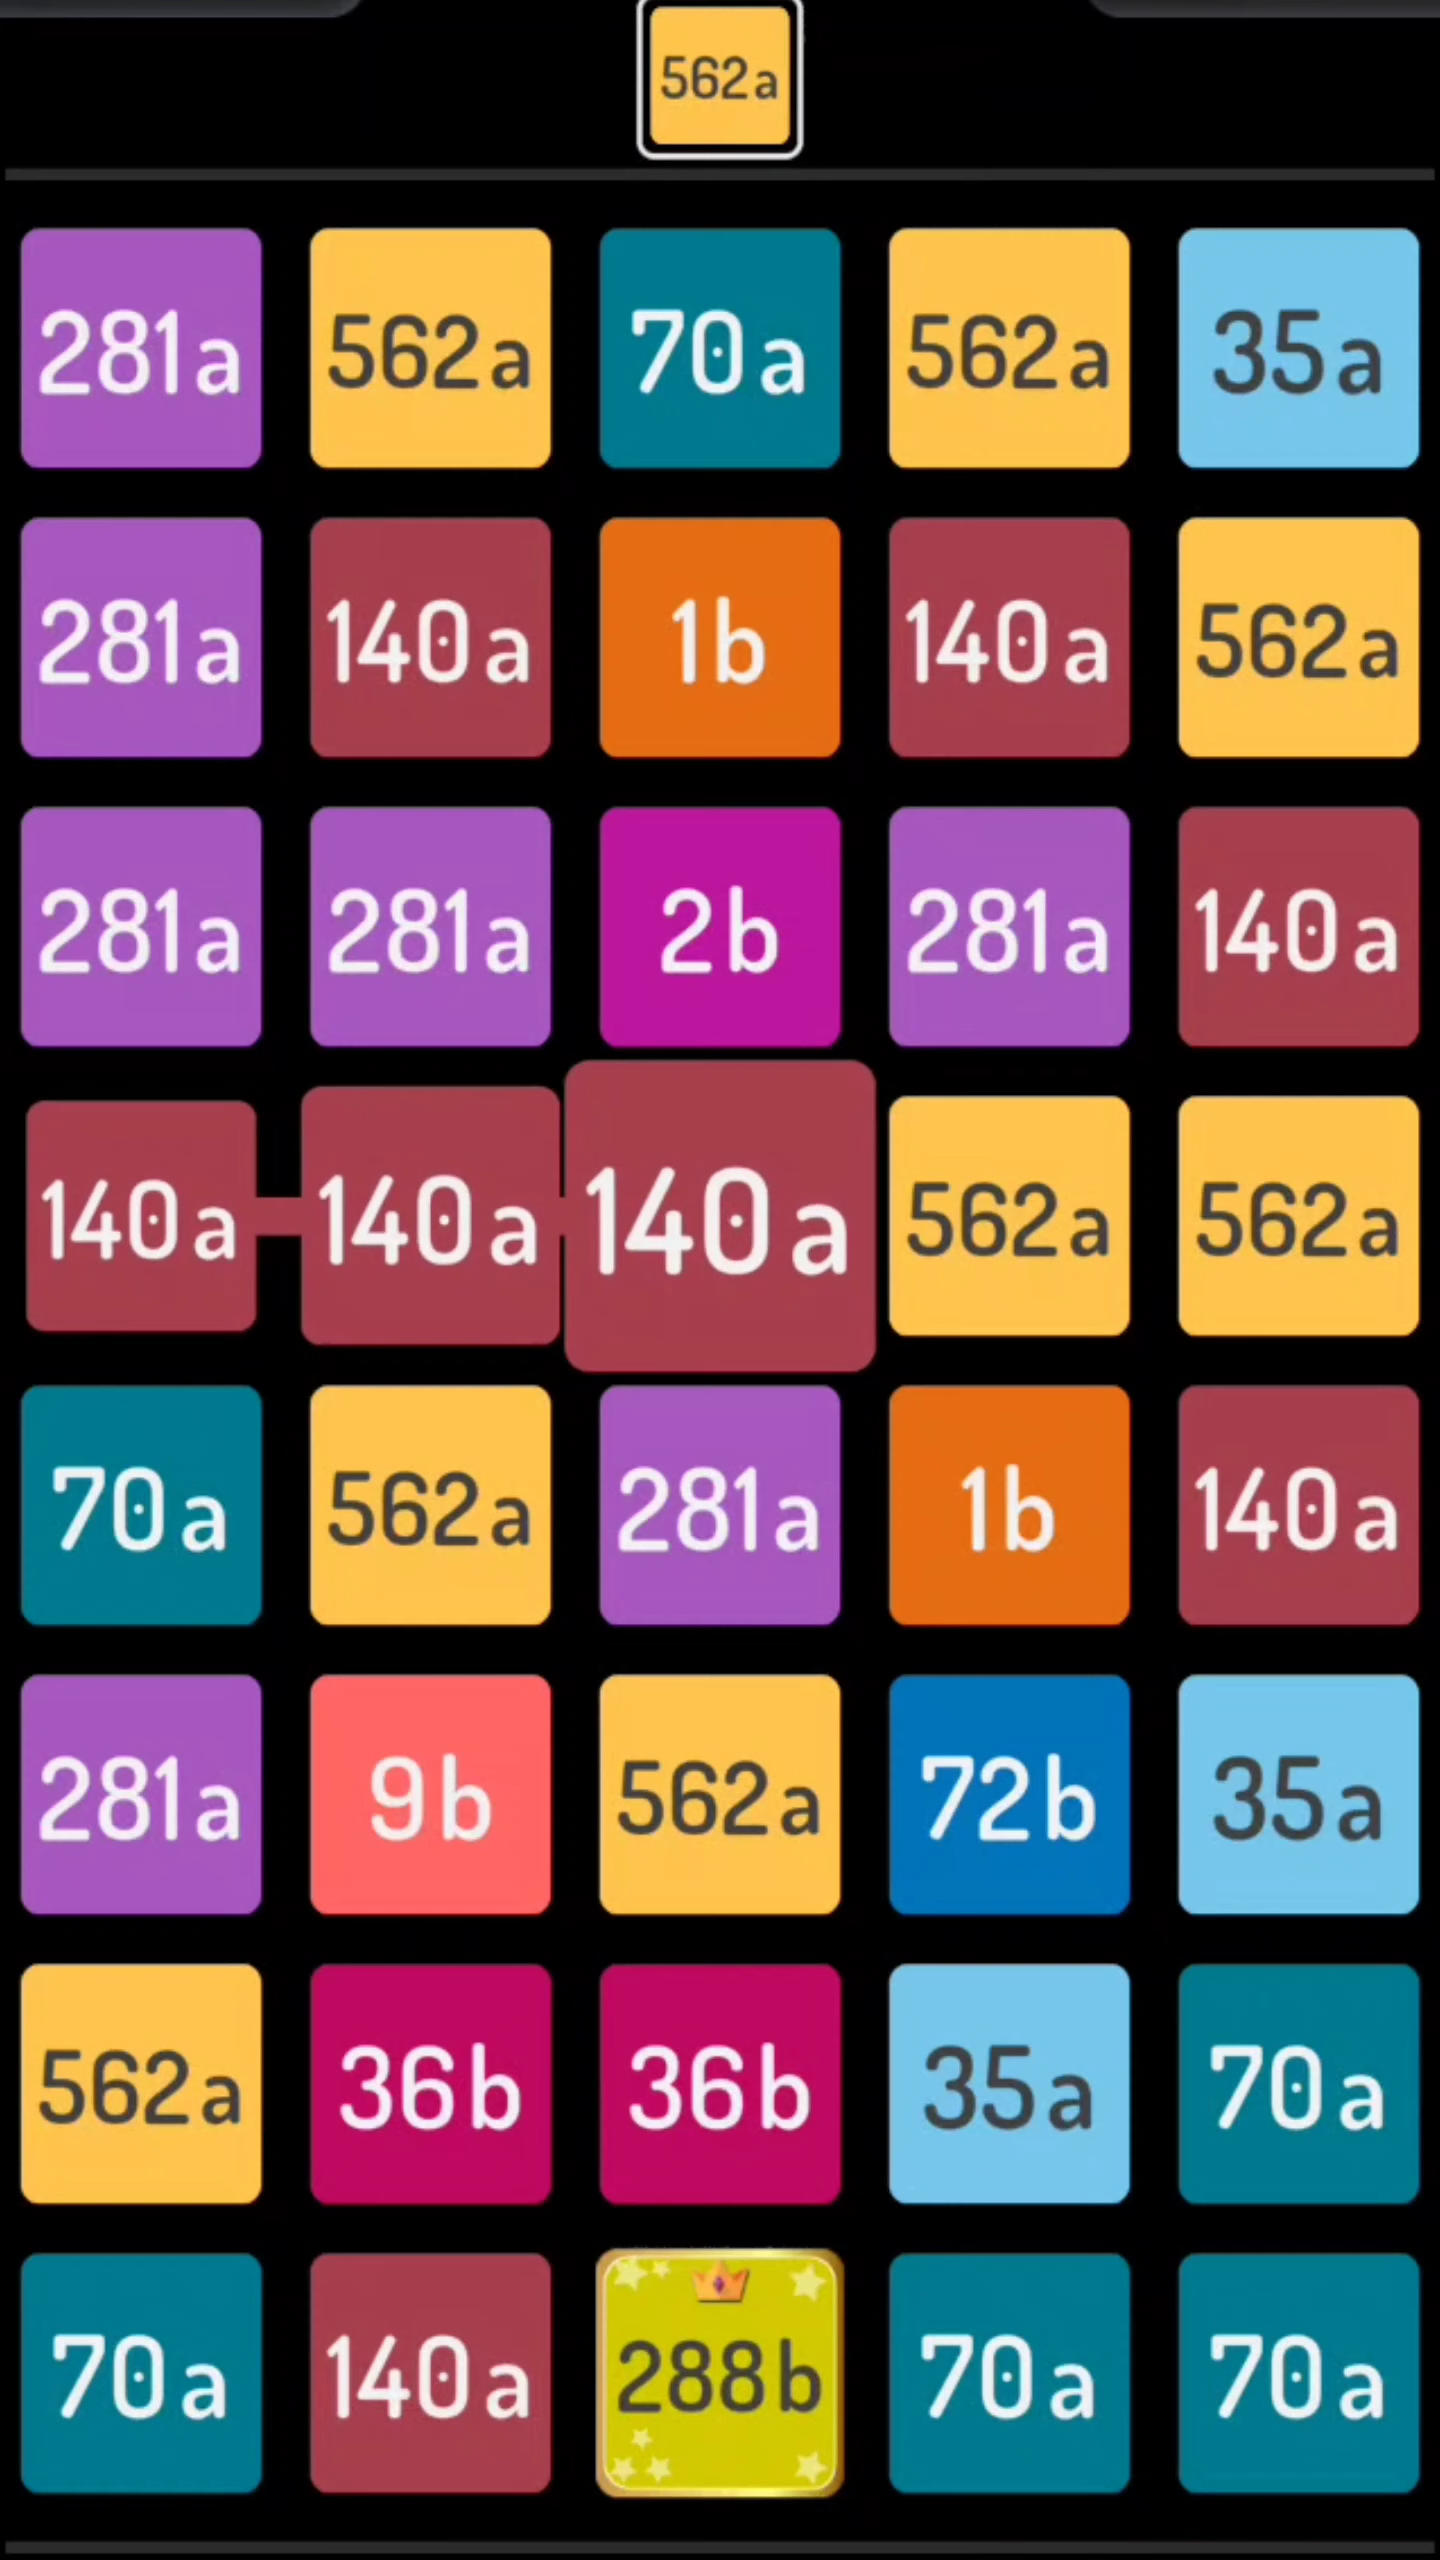 562a
281a 562a 70a 562a 35a
281a 140a 1b 140a 562a
281a 281a 2b 281a 140a
140a 140a 140a 562a 562a
70a 562a 281a 1b 140a
281a 9b 562a 72b 35a
562a 36b 36b 35a 70a
70a 140a 288b 70a 70a